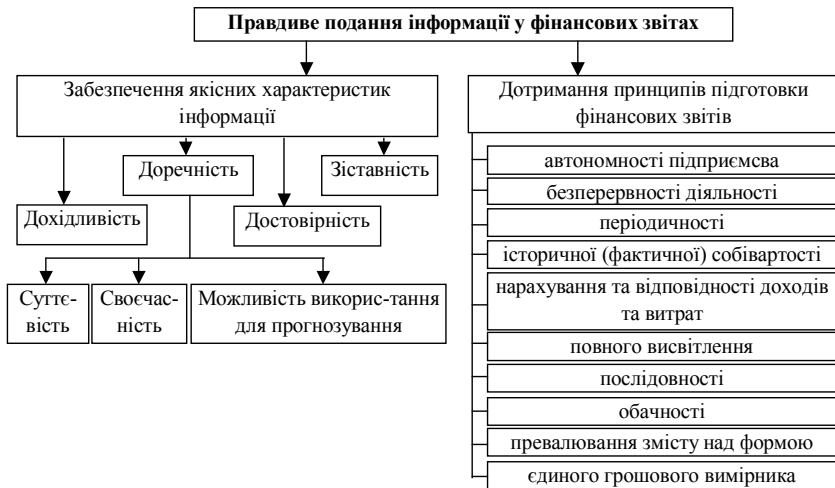 Правдиве подання інформації у фінансових звітах
Забезпечення якісних характеристик
інформації
Дотримання принципів підготовки
фінансових звітів
Доречність
Зіставність
Дохідливість
Достовірність
Суттє-
вість
Своєчас-
ність
Можливість викорис-тання
для прогнозування
автономності підприємсва
безперервності діяльності
періодичності
історичної (фактичної) собівартості
нарахування та відповідності доходів
та витрат
повного висвітлення
послідовності
обачності
превалювання змісту над формою
єдиного грошового вимірника